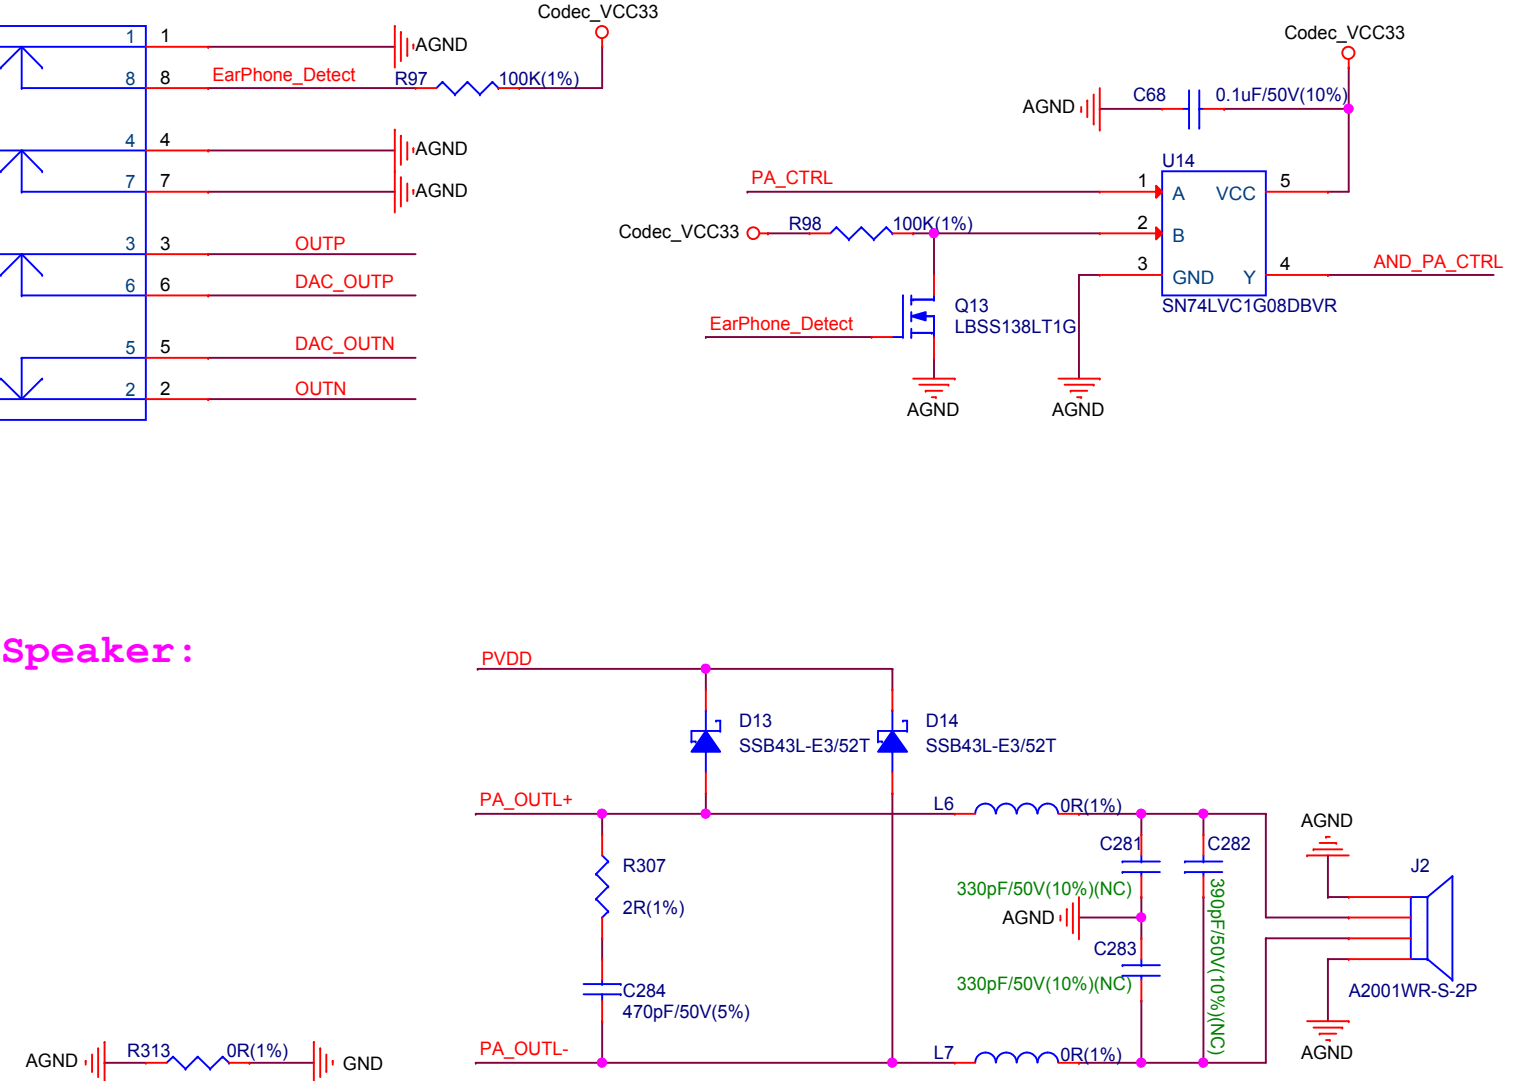 Codec_VCC33
1 1 AGND
8 8 EarPhone_Detect R97 100K(1%)
4 4 AGND
7 7 AGND
3 3 OUTP
6 6 DAC_OUTP
5 5 DAC_OUTN
2 2 OUTN
Codec_VCC33
AGND C68 0.1uF/50V(10%)
U14
PA_CTRL 1 A VCC 5
Codec_VCC33 R98 100K(1%) 2 B
3 GND Y 4 AND_PA_CTRL
SN74LVC1G08DBVR
EarPhone_Detect Q13
LBSS138LT1G
AGND AGND
Speaker:
PVDD
D13 D14
SSB43L-E3/52T SSB43L-E3/52T
PA_OUTL+ L6 0R(1%)
R307
2R(1%)
C284
470pF/50V(5%)
C281 C282
330pF/50V(10%)(NC) 390pF/50V(10%)(NC)
AGND
C283
330pF/50V(10%)(NC)
AGND
J2
A2001WR-S-2P
AGND
PA_OUTL- L7 0R(1%)
AGND R313 0R(1%) GND